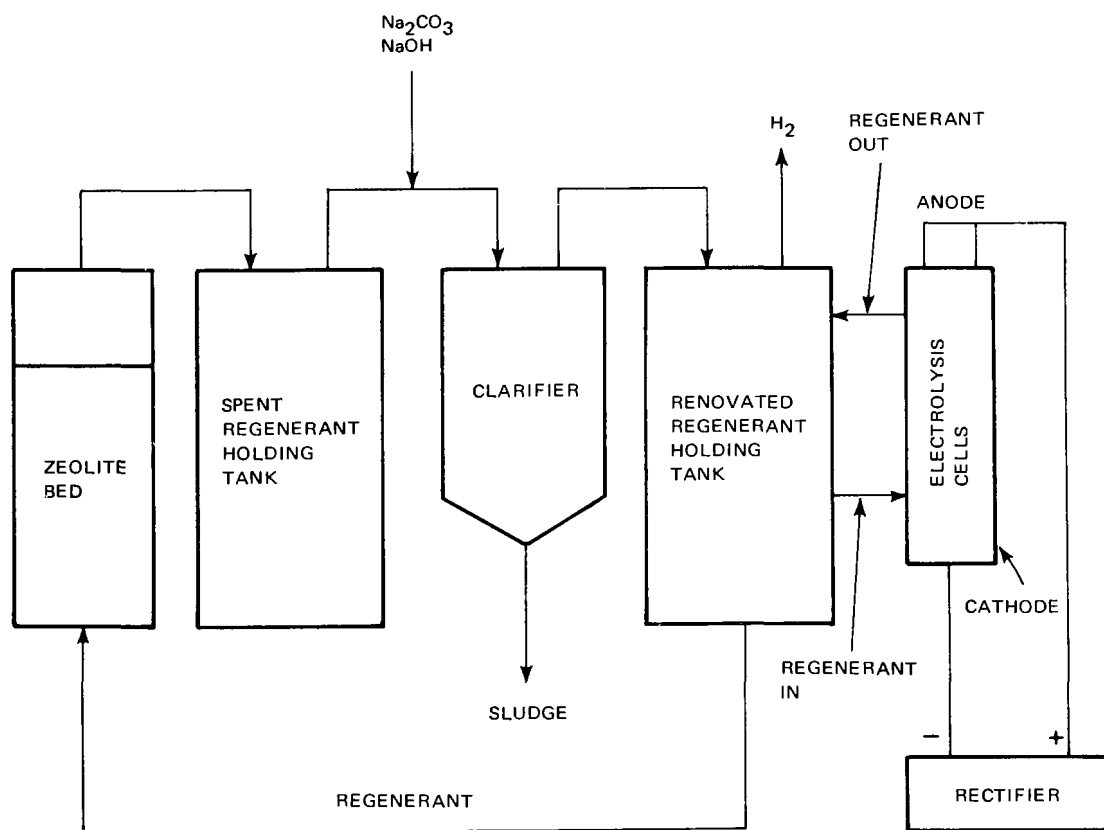 Na2CO3
NaOH
H2
REGENERANT
OUT
ANODE
ZEOLITE
BED
SPENT
REGENERANT
HOLDING
TANK
CLARIFIER
RENOVATED
REGENERANT
HOLDING
TANK
ELECTROLYSIS
CELLS
CATHODE
REGENERANT
IN
SLUDGE
− +
REGENERANT
RECTIFIER